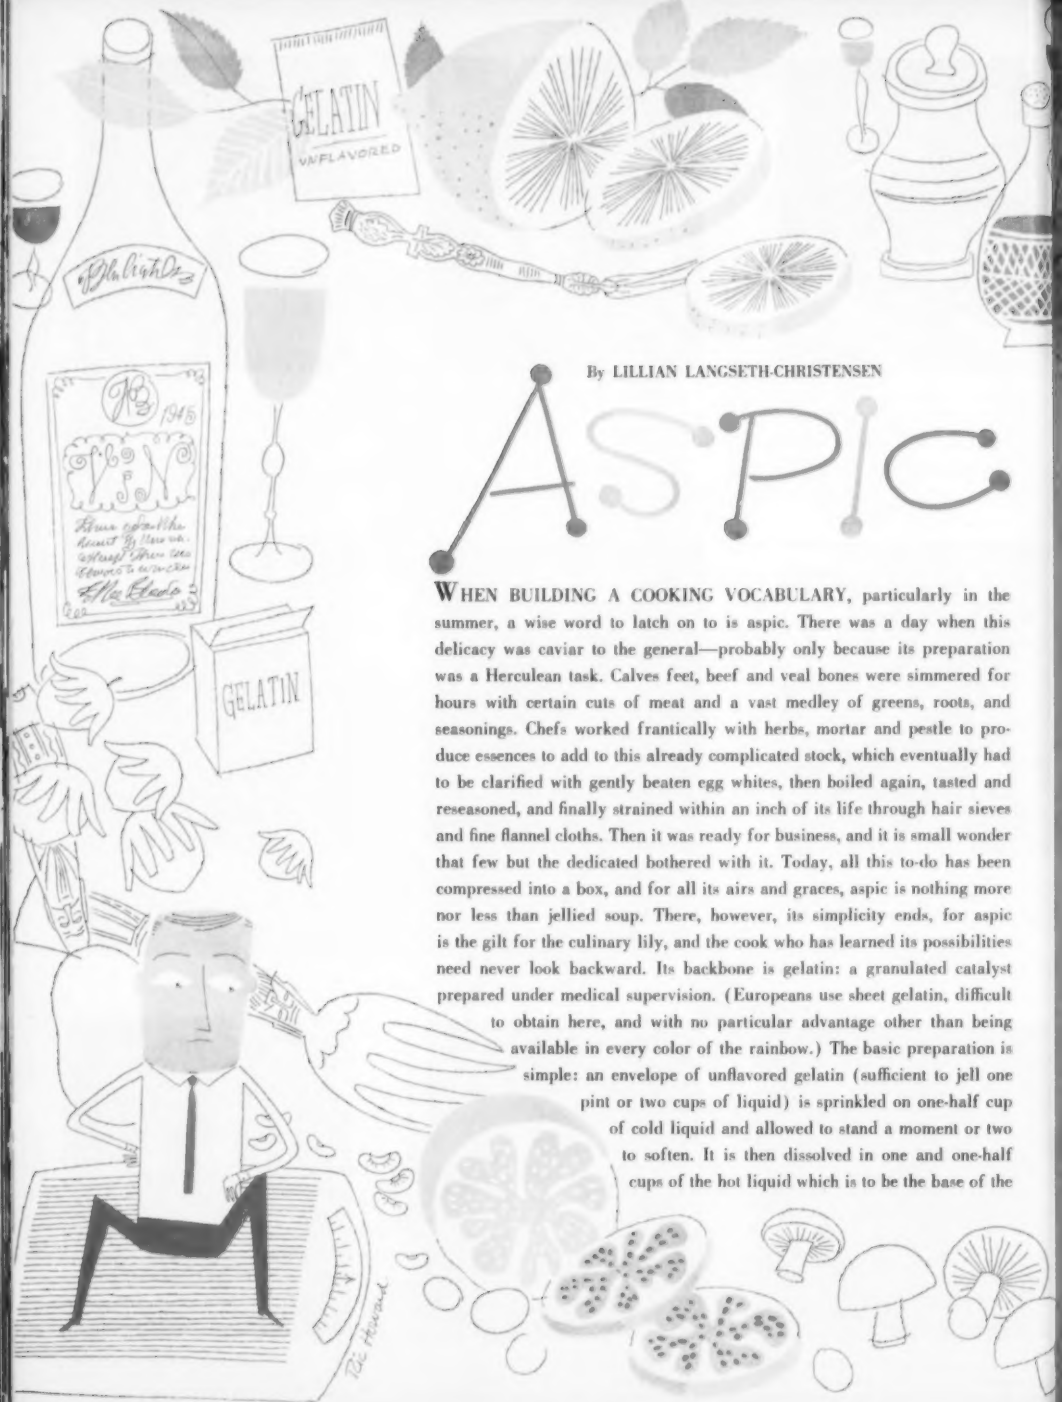 GELATIN
UNFLAVORED
1945
By LILLIAN LANGSETH-CHRISTENSEN
ASPIC
WHEN BUILDING A COOKING VOCABULARY, particularly in the
summer, a wise word to latch on to is aspic. There was a day when this
delicacy was caviar to the general—probably only because its preparation
was a Herculean task. Calves feet, beef and veal bones were simmered for
hours with certain cuts of meat and a vast medley of greens, roots, and
seasonings. Chefs worked frantically with herbs, mortar and pestle to pro-
duce essences to add to this already complicated stock, which eventually had
to be clarified with gently beaten egg whites, then boiled again, tasted and
reseasoned, and finally strained within an inch of its life through hair sieves
and fine flannel cloths. Then it was ready for business, and it is small wonder
that few but the dedicated bothered with it. Today, all this to-do has been
compressed into a box, and for all its airs and graces, aspic is nothing more
nor less than jellied soup. There, however, its simplicity ends, for aspic
is the gilt for the culinary lily, and the cook who has learned its possibilities
need never look backward. Its backbone is gelatin: a granulated catalyst
prepared under medical supervision. (Europeans use sheet gelatin, difficult
to obtain here, and with no particular advantage other than being
available in every color of the rainbow.) The basic preparation is
simple: an envelope of unflavored gelatin (sufficient to jell one
pint or two cups of liquid) is sprinkled on one-half cup
of cold liquid and allowed to stand a moment or two
to soften. It is then dissolved in one and one-half
cups of the hot liquid which is to be the base of the
GELATIN
Ric Howard